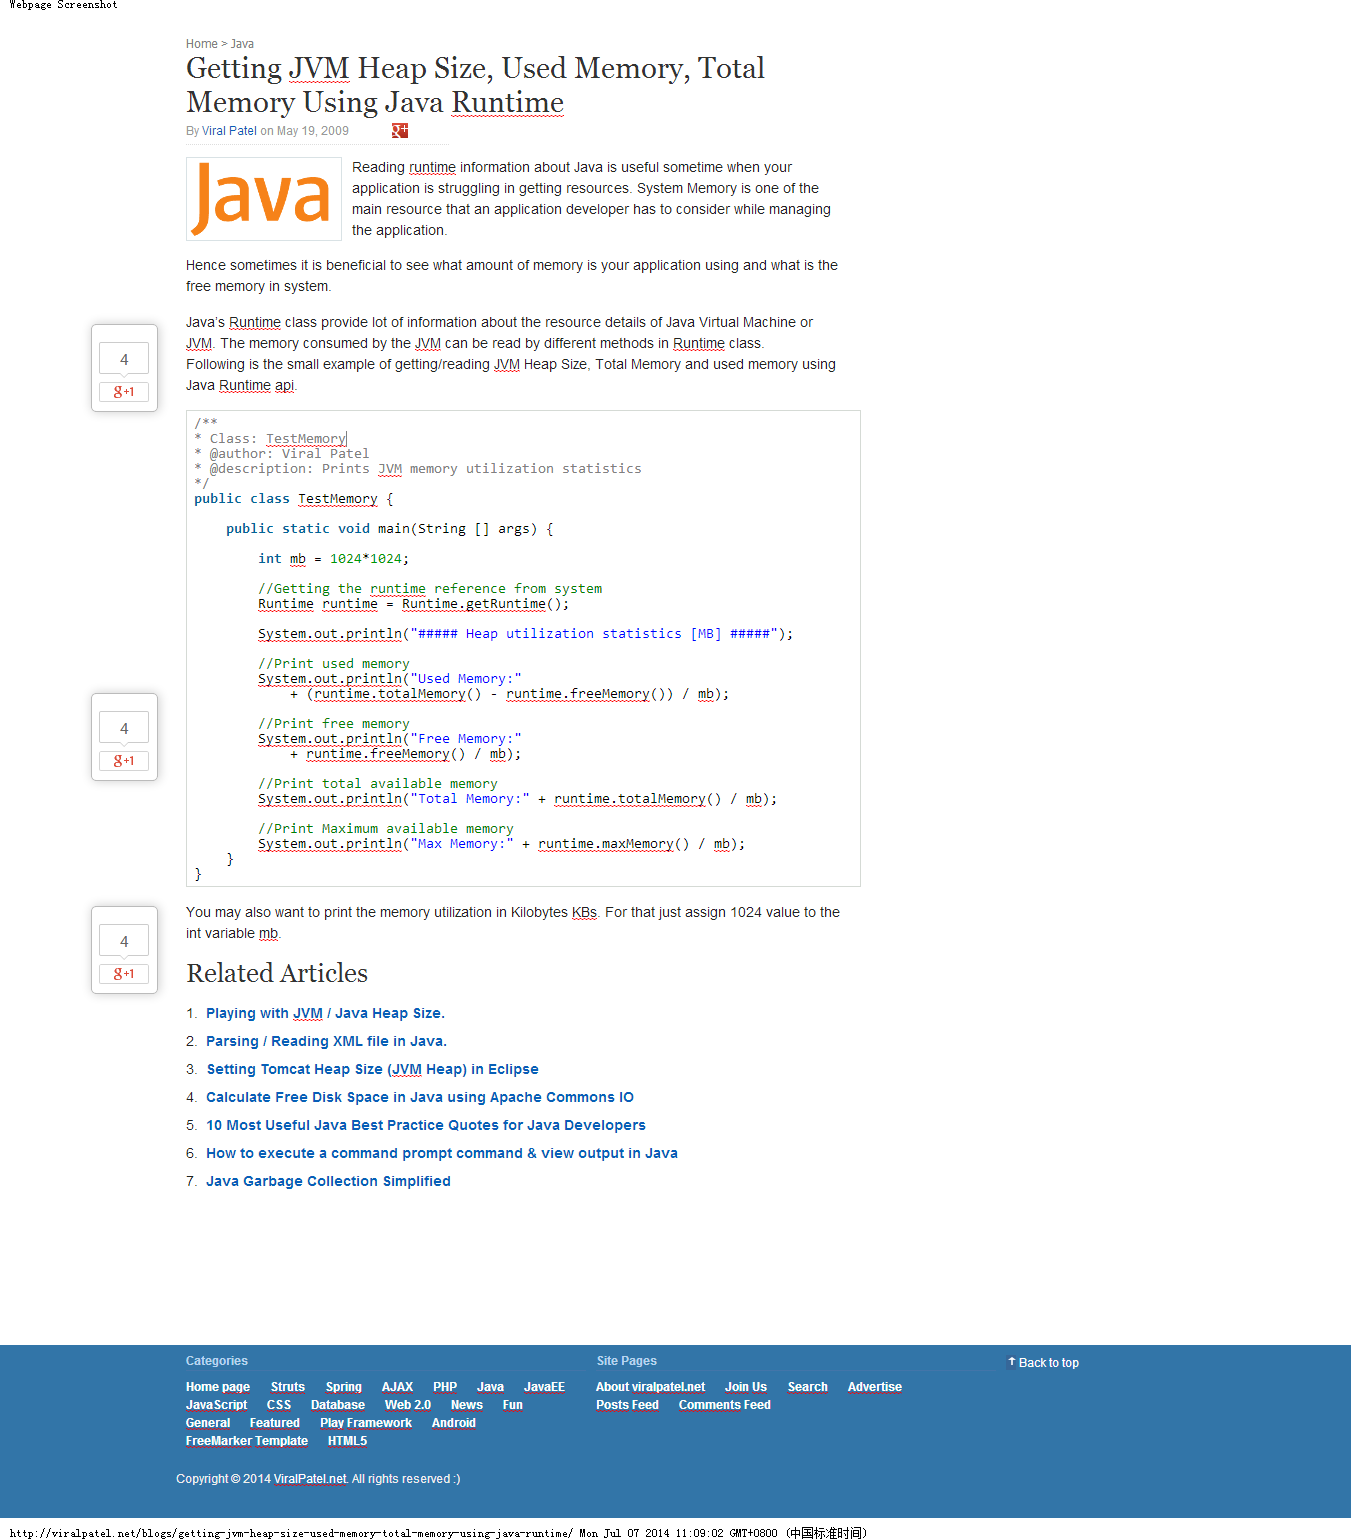 Webpage Screenshot
Home > Java
Getting JVM Heap Size, Used Memory, Total
Memory Using Java Runtime
By Viral Patel on May 19, 2009
g+
Java
Reading runtime information about Java is useful sometime when your
application is struggling in getting resources. System Memory is one of the
main resource that an application developer has to consider while managing
the application.
Hence sometimes it is beneficial to see what amount of memory is your application using and what is the
free memory in system.
Java's Runtime class provide lot of information about the resource details of Java Virtual Machine or
JVM. The memory consumed by the JVM can be read by different methods in Runtime class.
Following is the small example of getting/reading JVM Heap Size, Total Memory and used memory using
Java Runtime api.
4
g+1
/**
* Class: TestMemory
* @author: Viral Patel
* @description: Prints JVM memory utilization statistics
*/
public class TestMemory {
public static void main(String [] args) {
int mb = 1024*1024;
//Getting the runtime reference from system
Runtime runtime = Runtime.getRuntime();
System.out.println("##### Heap utilization statistics [MB] #####");
//Print used memory
System.out.println("Used Memory:"
+ (runtime.totalMemory() - runtime.freeMemory()) / mb);
//Print free memory
System.out.println("Free Memory:"
+ runtime.freeMemory() / mb);
//Print total available memory
System.out.println("Total Memory:" + runtime.totalMemory() / mb);
//Print Maximum available memory
System.out.println("Max Memory:" + runtime.maxMemory() / mb);
}
}
4
g+1
You may also want to print the memory utilization in Kilobytes KBs. For that just assign 1024 value to the
int variable mb.
4
g+1
Related Articles
1. Playing with JVM / Java Heap Size.
2. Parsing / Reading XML file in Java.
3. Setting Tomcat Heap Size (JVM Heap) in Eclipse
4. Calculate Free Disk Space in Java using Apache Commons IO
5. 10 Most Useful Java Best Practice Quotes for Java Developers
6. How to execute a command prompt command & view output in Java
7. Java Garbage Collection Simplified
Categories
Home page Struts Spring AJAX PHP Java JavaEE
JavaScript CSS Database Web 2.0 News Fun
General Featured Play Framework Android
FreeMarker Template HTML5
Site Pages
About viralpatel.net Join Us Search Advertise
Posts Feed Comments Feed
↑ Back to top
Copyright © 2014 ViralPatel.net. All rights reserved :)
http://viralpatel.net/blogs/getting-jvm-heap-size-used-memory-total-memory-using-java-runtime/ Mon Jul 07 2014 11:09:02 GMT+0800 (中国标准时间)